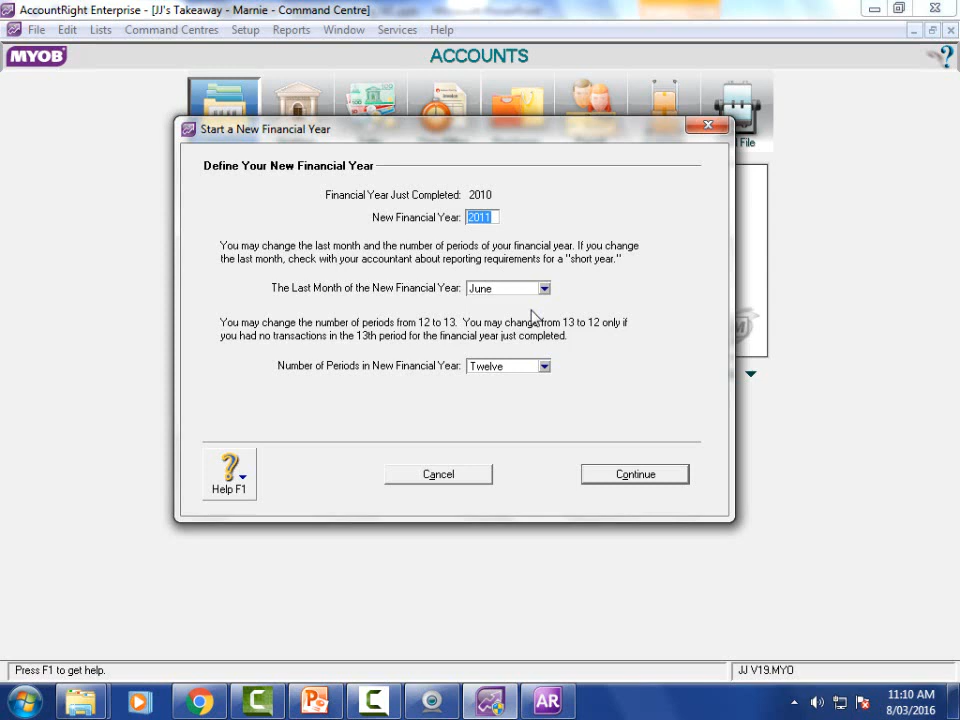 AccountRight Enterprise - [JJ's Takeaway - Marnie - Command Centre]
File Edit Lists Command Centres Setup Reports Window Services Help
MYOB
ACCOUNTS
File
Start a New Financial Year
Define Your New Financial Year
Financial Year Just Completed: 2010
New Financial Year: 2011
You may change the last month and the number of periods of your financial year. If you change
the last month, check with your accountant about reporting requirements for a "short year."
The Last Month of the New Financial Year: June
You may change the number of periods from 12 to 13. You may change from 13 to 12 only if
you had no transactions in the 13th period for the financial year just completed.
Number of Periods in New Financial Year: Twelve
Help F1
Cancel
Continue
Press F1 to get help.
JJ V19.MYO
AR
11:10 AM
8/03/2016